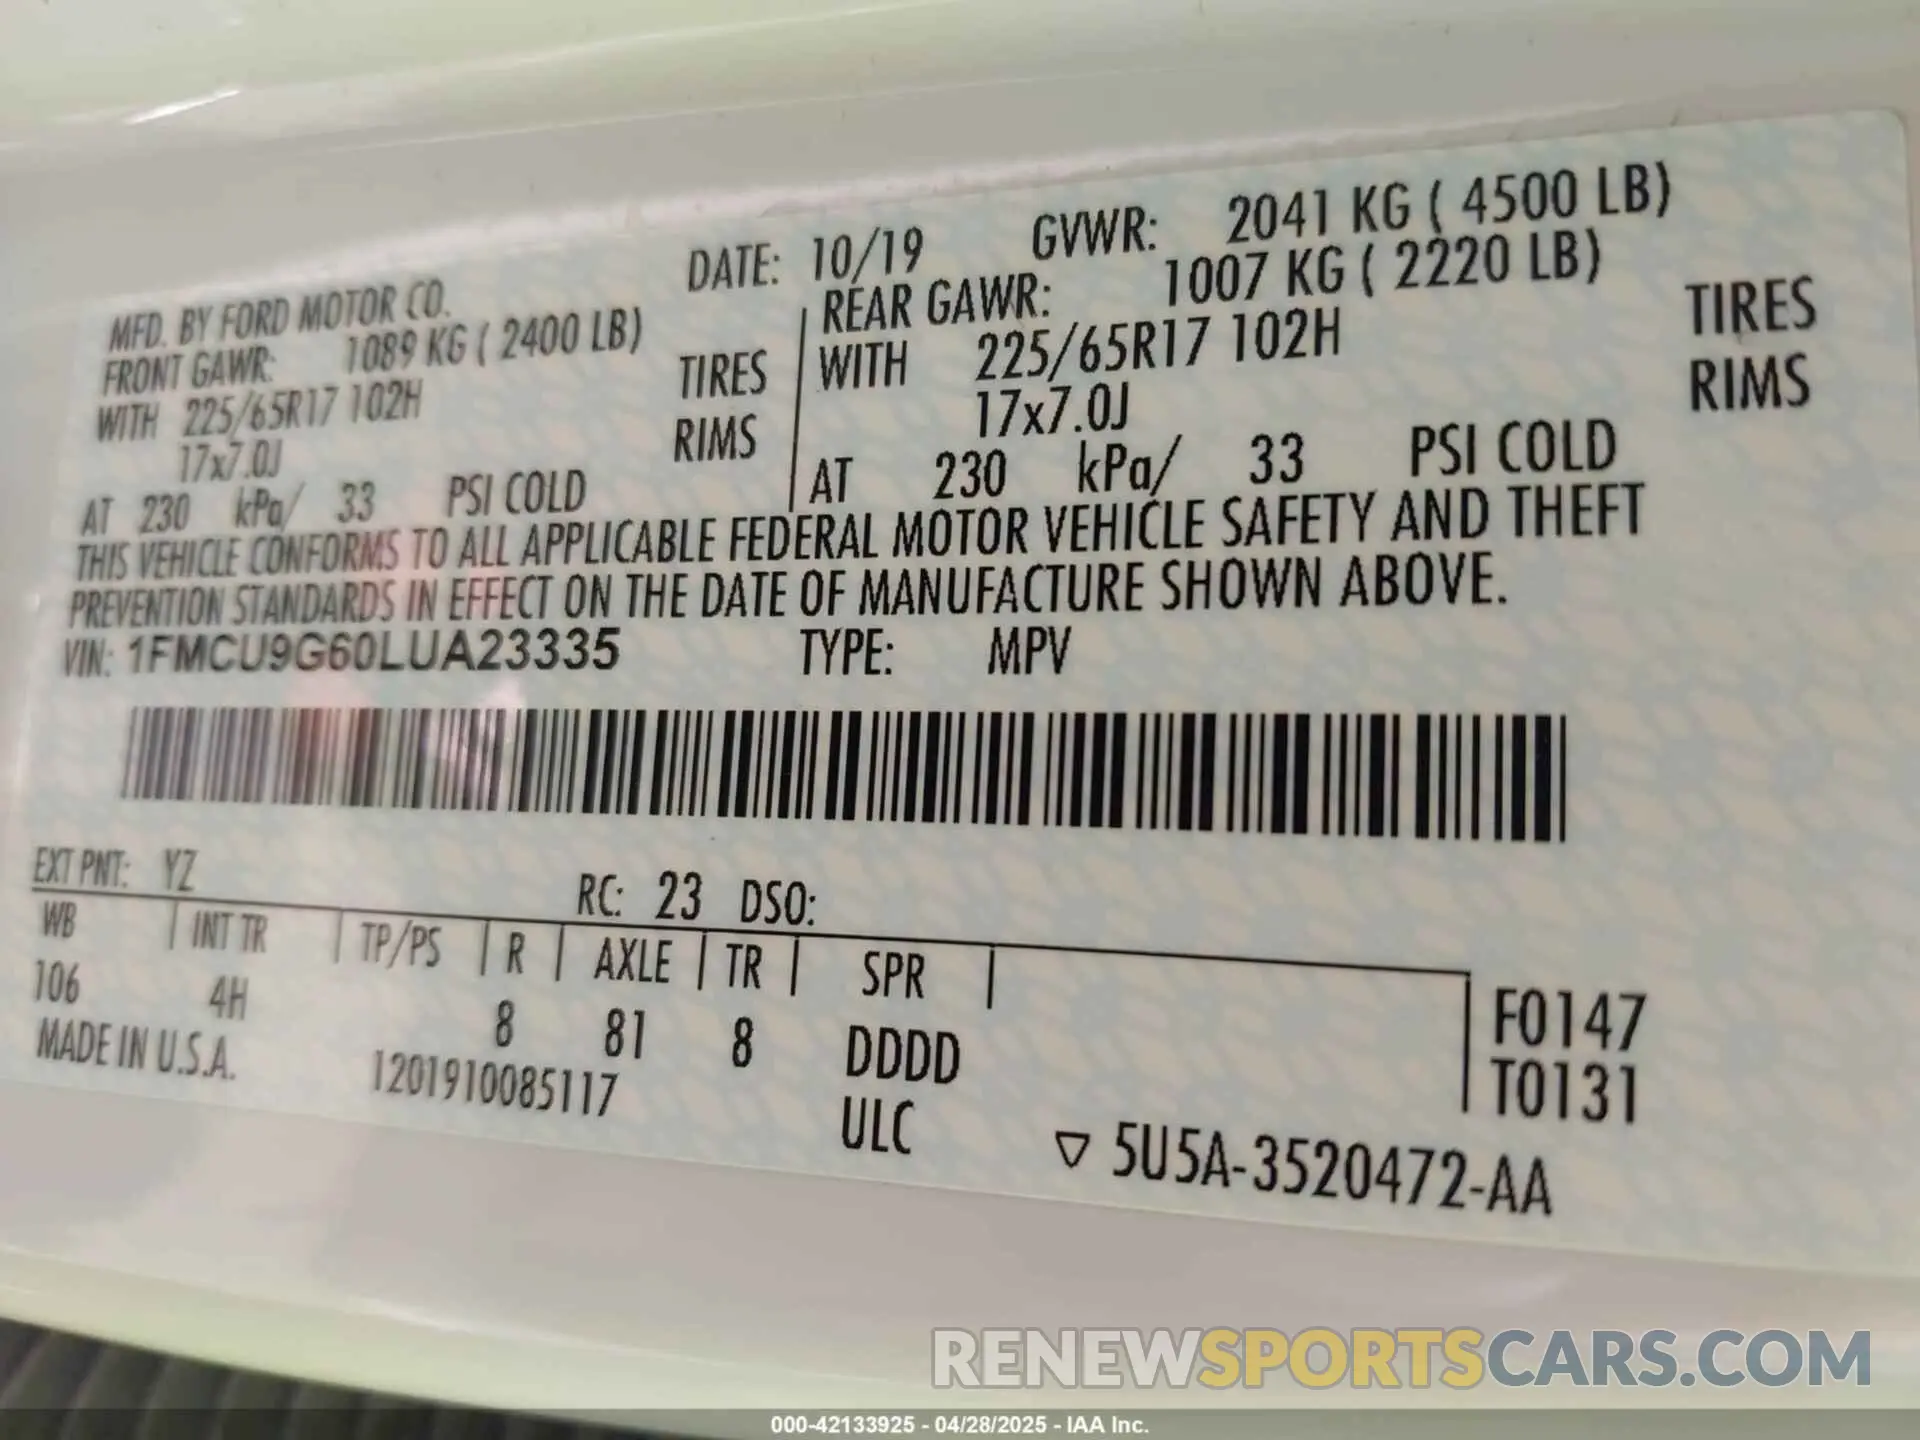 MFD. BY FORD MOTOR CO. DATE: 10/19 GVWR: 2041 KG ( 4500 LB)
FRONT GAWR: 1089 KG ( 2400 LB) REAR GAWR: 1007 KG ( 2220 LB)
WITH 225/65R17 102H TIRES WITH 225/65R17 102H TIRES
17x7.0J RIMS 17x7.0J RIMS
AT 230 kPa/ 33 PSI COLD AT 230 kPa/ 33 PSI COLD
THIS VEHICLE CONFORMS TO ALL APPLICABLE FEDERAL MOTOR VEHICLE SAFETY AND THEFT
PREVENTION STANDARDS IN EFFECT ON THE DATE OF MANUFACTURE SHOWN ABOVE.
VIN: 1FMCU9G60LUA23335 TYPE: MPV
EXT PNT: YZ RC: 23 DSO:
WB INT TR TP/PS R AXLE TR SPR
106 4H 8 81 8 DDDD F0147
MADE IN U.S.A. 1201910085117 ULC T0131
▽ 5U5A-3520472-AA
RENEWSPORTSCARS.COM
000-42133925 - 04/28/2025 - IAA Inc.